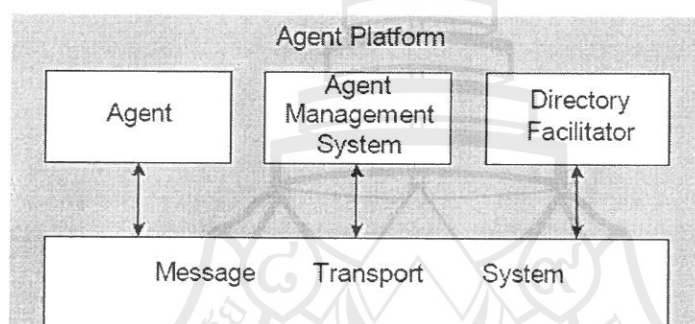 Agent Platform
Agent
Agent
Management
System
Directory
Facilitator
Message Transport System